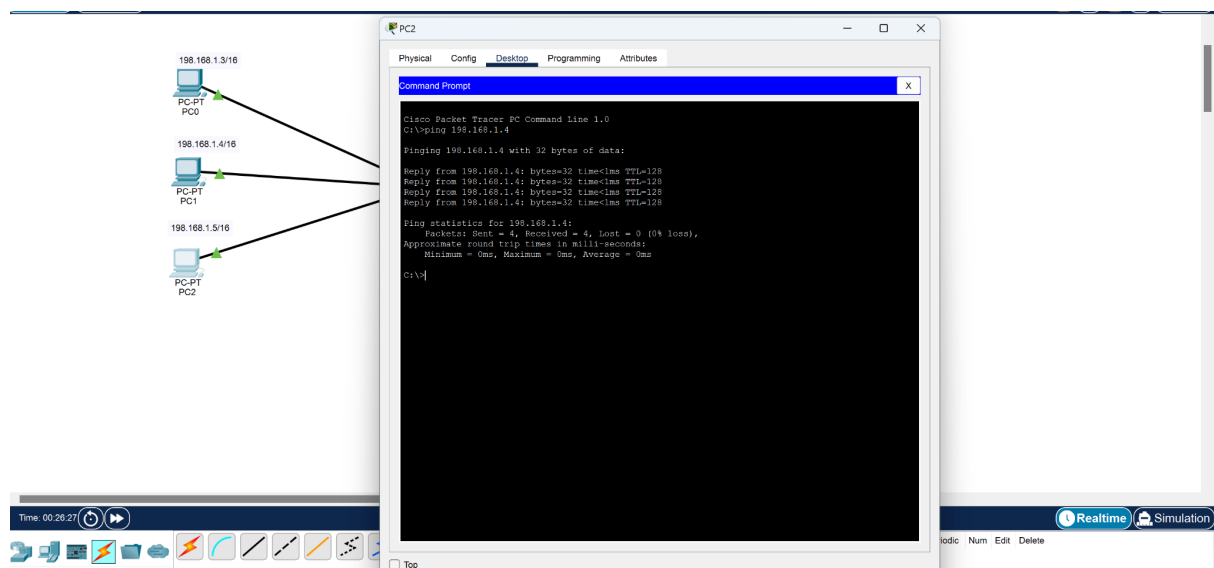 PC2
Physical Config Desktop Programming Attributes
Command Prompt
X
Cisco Packet Tracer PC Command Line 1.0
C:\>ping 198.168.1.4
Pinging 198.168.1.4 with 32 bytes of data:
Reply from 198.168.1.4: bytes=32 time<1ms TTL=128
Reply from 198.168.1.4: bytes=32 time<1ms TTL=128
Reply from 198.168.1.4: bytes=32 time<1ms TTL=128
Reply from 198.168.1.4: bytes=32 time<1ms TTL=128
Ping statistics for 198.168.1.4:
Packets: Sent = 4, Received = 4, Lost = 0 (0% loss),
Approximate round trip times in milli-seconds:
Minimum = 0ms, Maximum = 0ms, Average = 0ms
C:\>
198.168.1.3/16
PC-PT
PC0
198.168.1.4/16
PC-PT
PC1
198.168.1.5/16
PC-PT
PC2
Time: 00:26:27
Realtime Simulation
Num Edit Delete
Top